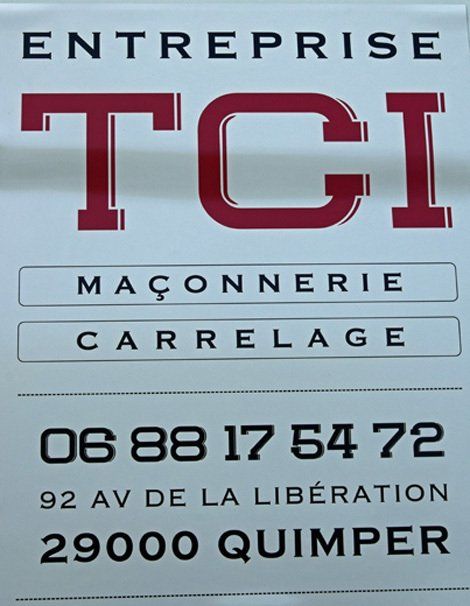 ENTREPRISE
TCI
MAÇONNERIE
CARRELAGE
06 88 17 54 72
92 AV DE LA LIBÉRATION
29000 QUIMPER